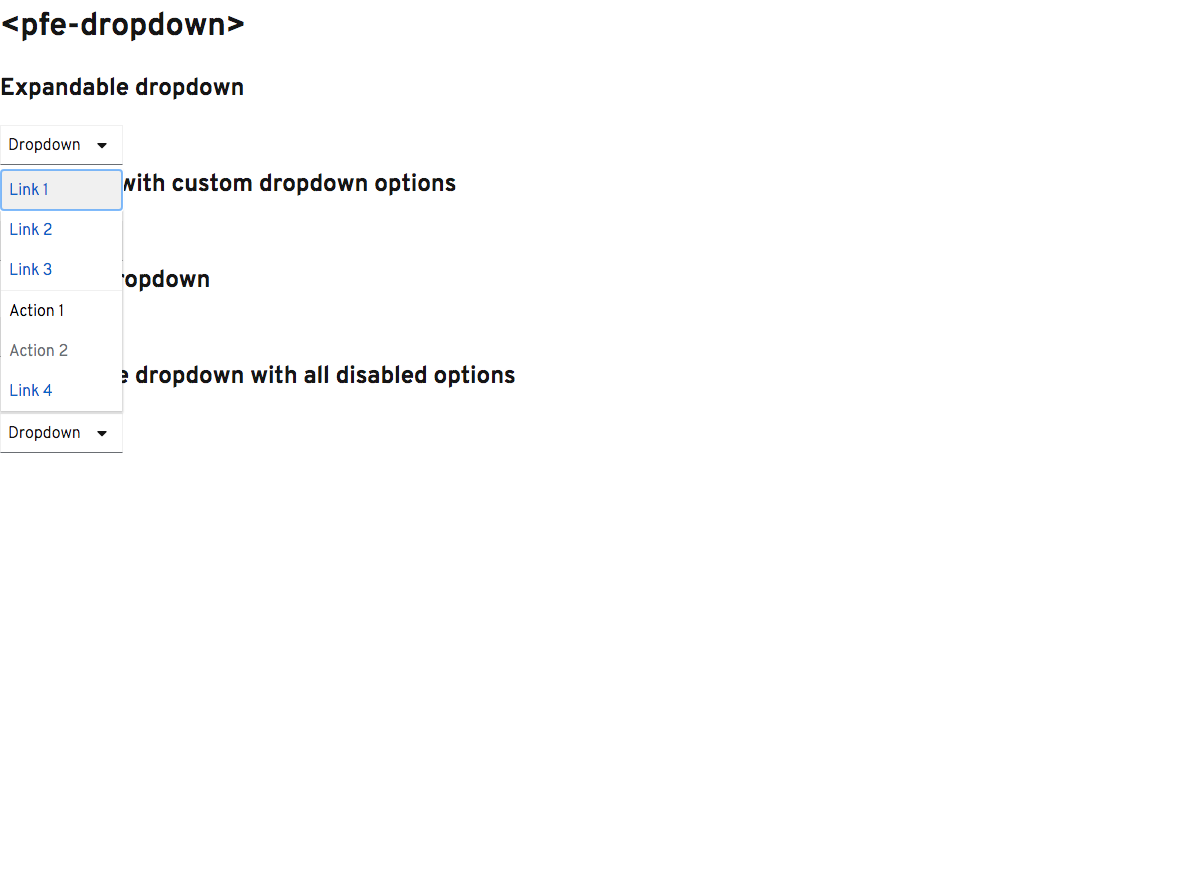 <pfe-dropdown>
Expandable dropdown
Dropdown
with custom dropdown options
Link 1
Link 2
Link 3
ropdown
Action 1
Action 2
e dropdown with all disabled options
Link 4
Dropdown